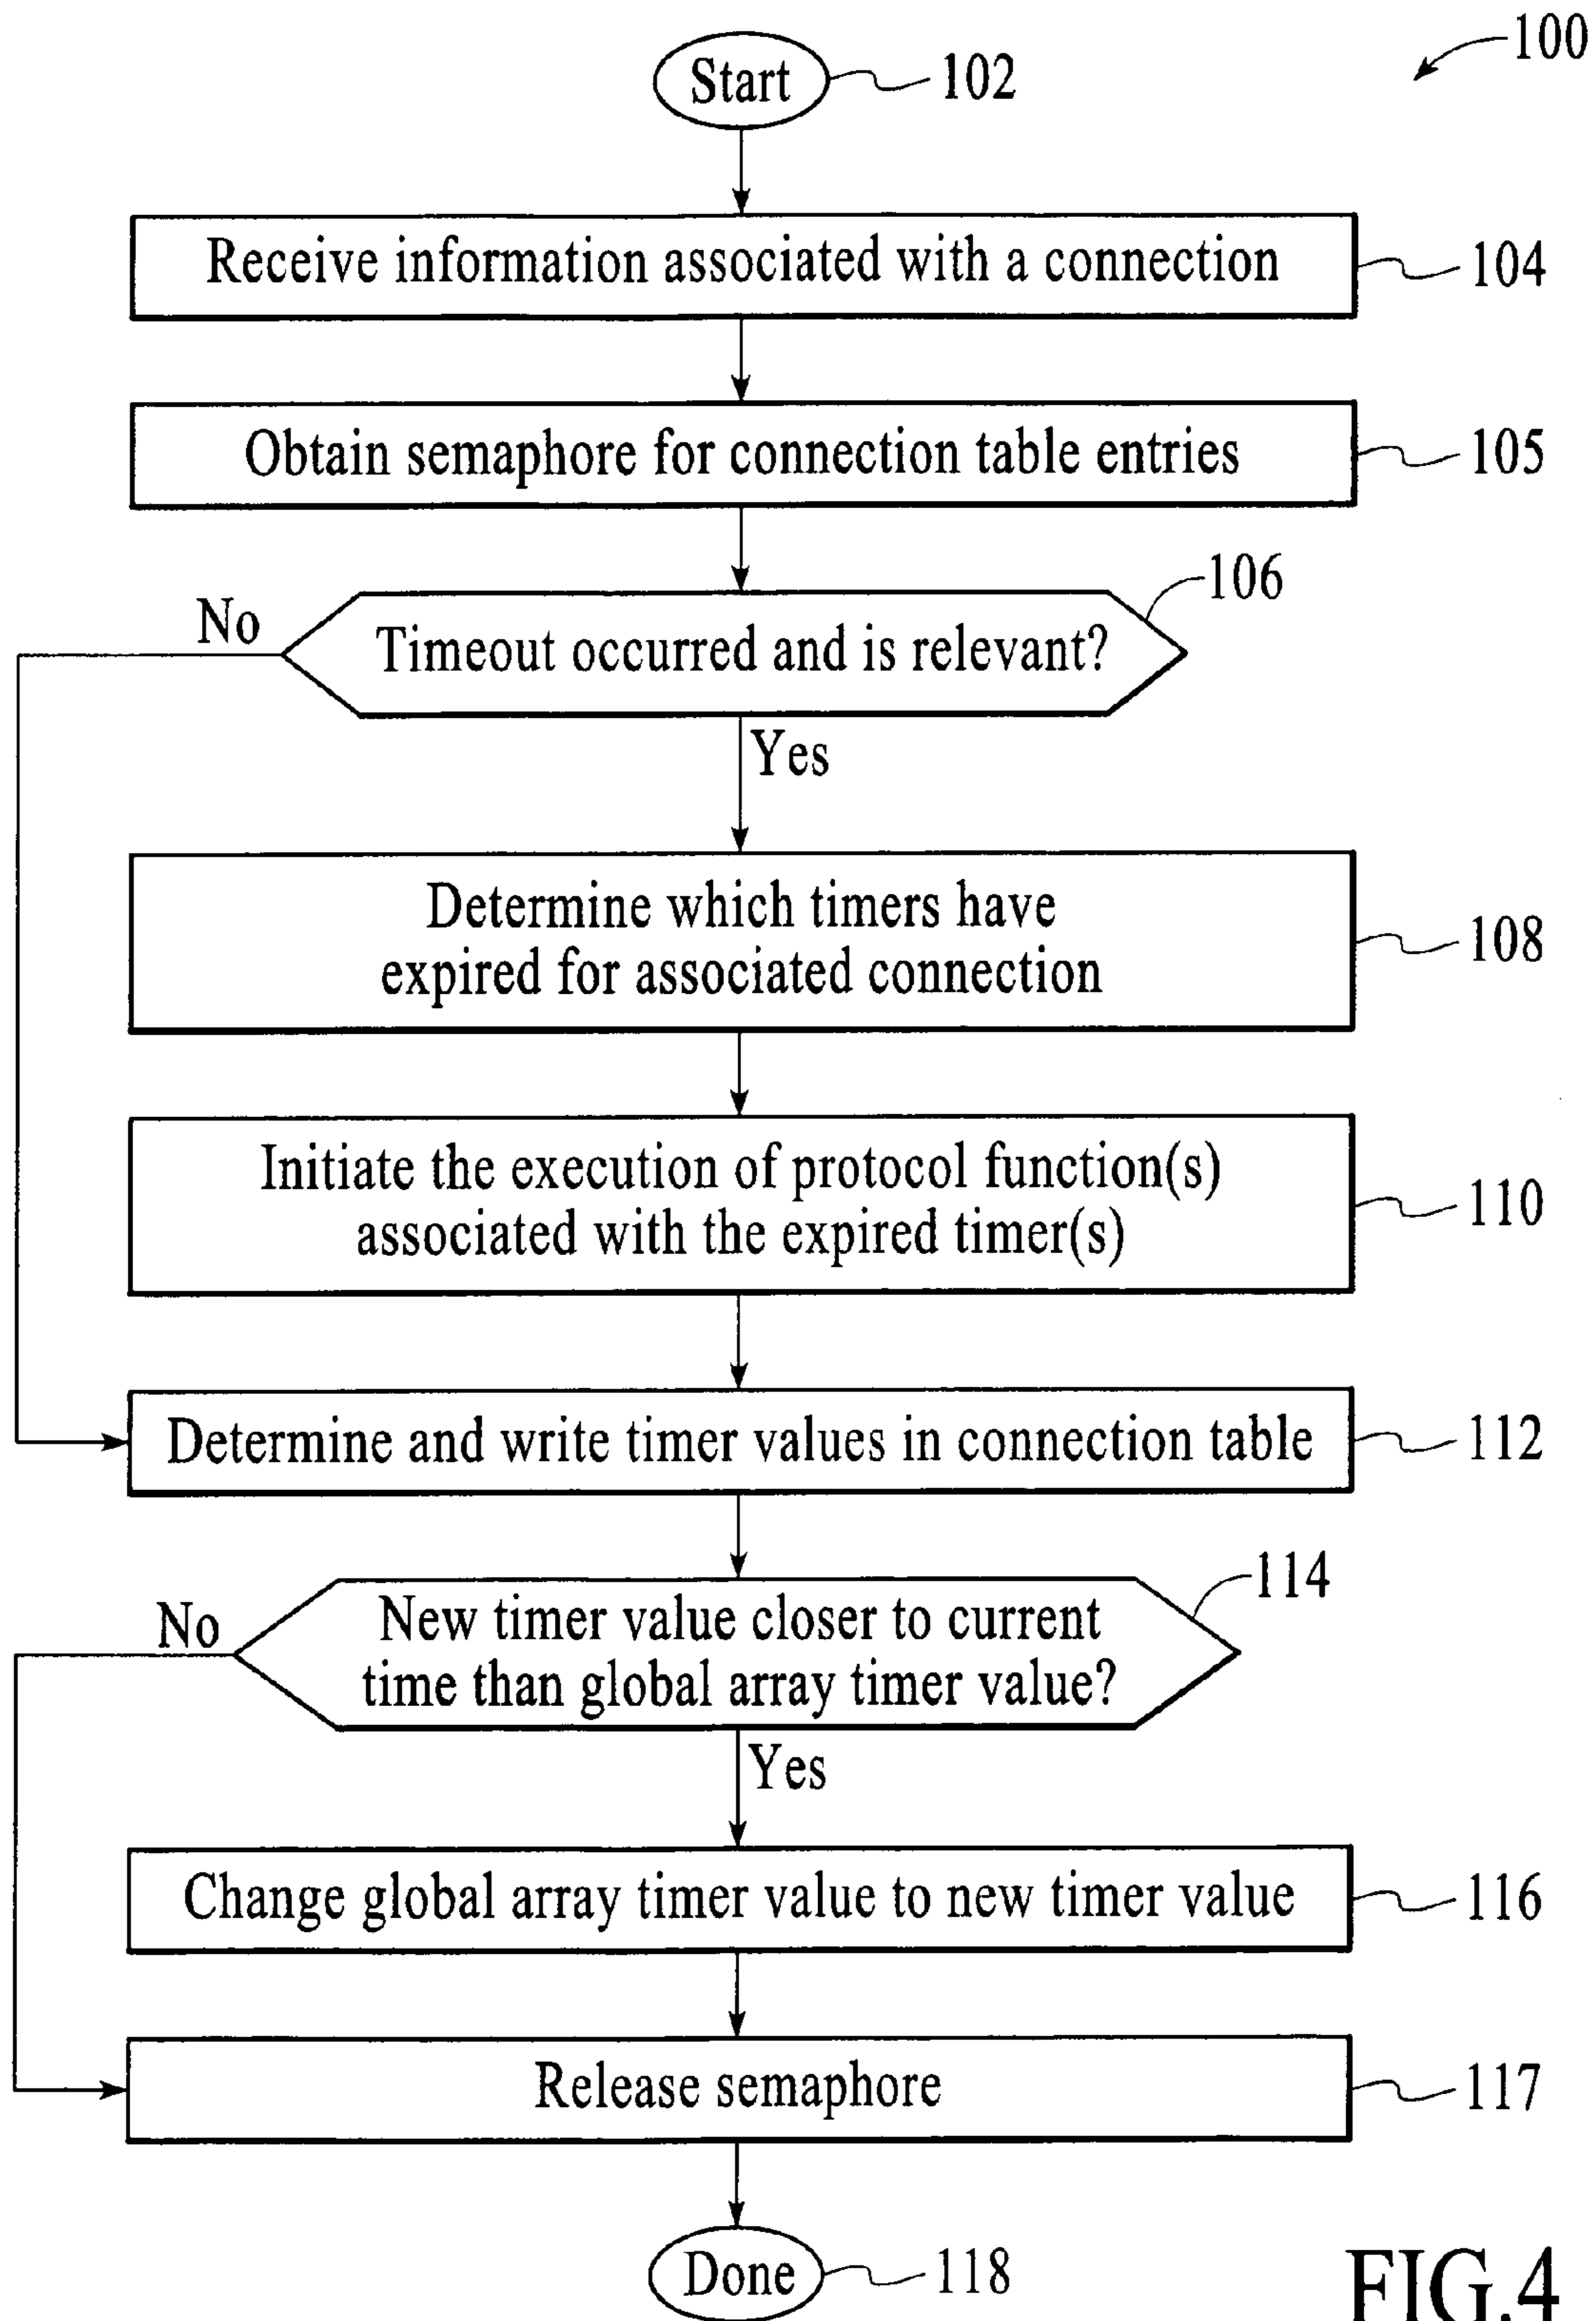 100
Start
102
Receive information associated with a connection
104
Obtain semaphore for connection table entries
105
106
No
Timeout occurred and is relevant?
Yes
Determine which timers have
expired for associated connection
108
Initiate the execution of protocol function(s)
associated with the expired timer(s)
110
Determine and write timer values in connection table
112
114
No
New timer value closer to current
time than global array timer value?
Yes
Change global array timer value to new timer value
116
Release semaphore
117
Done
118
FIG.4